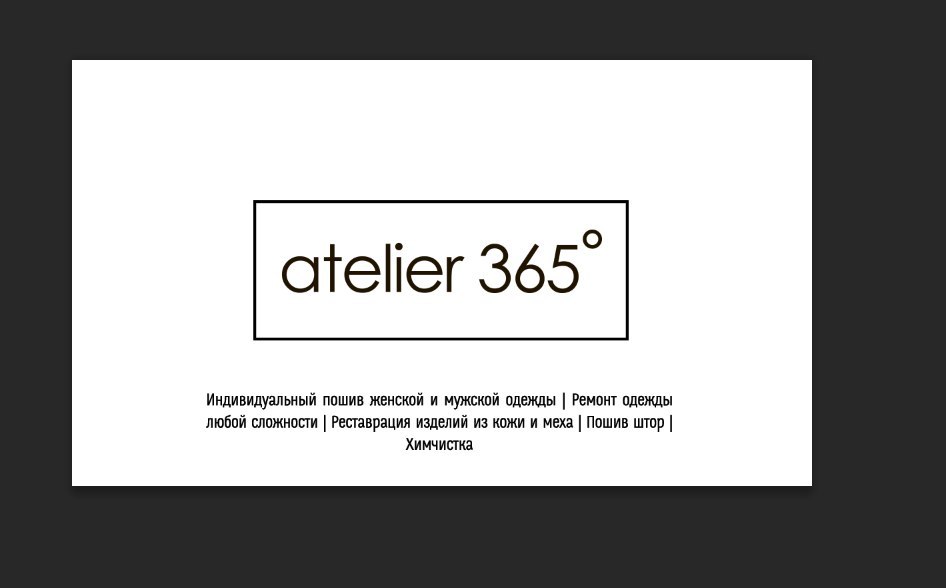 atelier 365°
Индивидуальный пошив женской и мужской одежды | Ремонт одежды
любой сложности | Реставрация изделий из кожи и меха | Пошив штор |
Химчистка